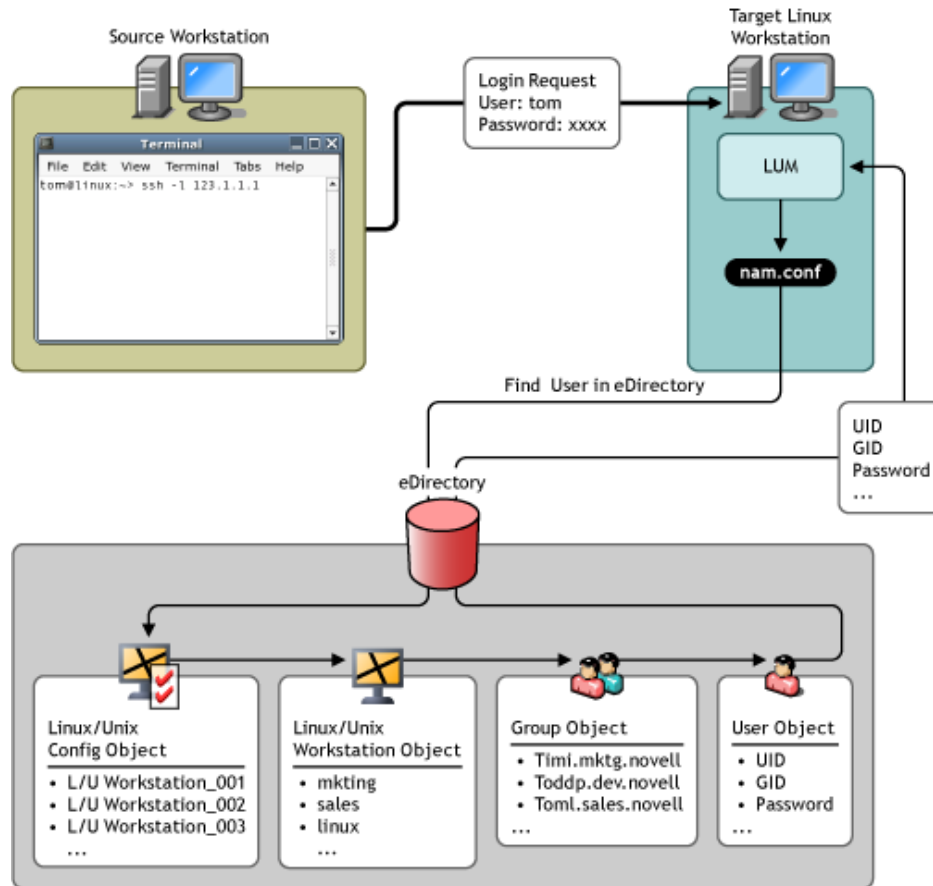 Source Workstation
Target Linux
Workstation
Login Request
User: tom
Password: xxxx
Terminal
File Edit View Terminal Tabs Help
tom@linux:~> ssh -l 123.1.1.1
LUM
nam.conf
Find User in eDirectory
UID
GID
Password
...
eDirectory
Linux/Unix
Config Object
• L/U Workstation_001
• L/U Workstation_002
• L/U Workstation_003
...
Linux/Unix
Workstation Object
• mkting
• sales
• linux
...
Group Object
• Timi.mktg.novell
• Toddp.dev.novell
• Toml.sales.novell
...
User Object
• UID
• GID
• Password
...